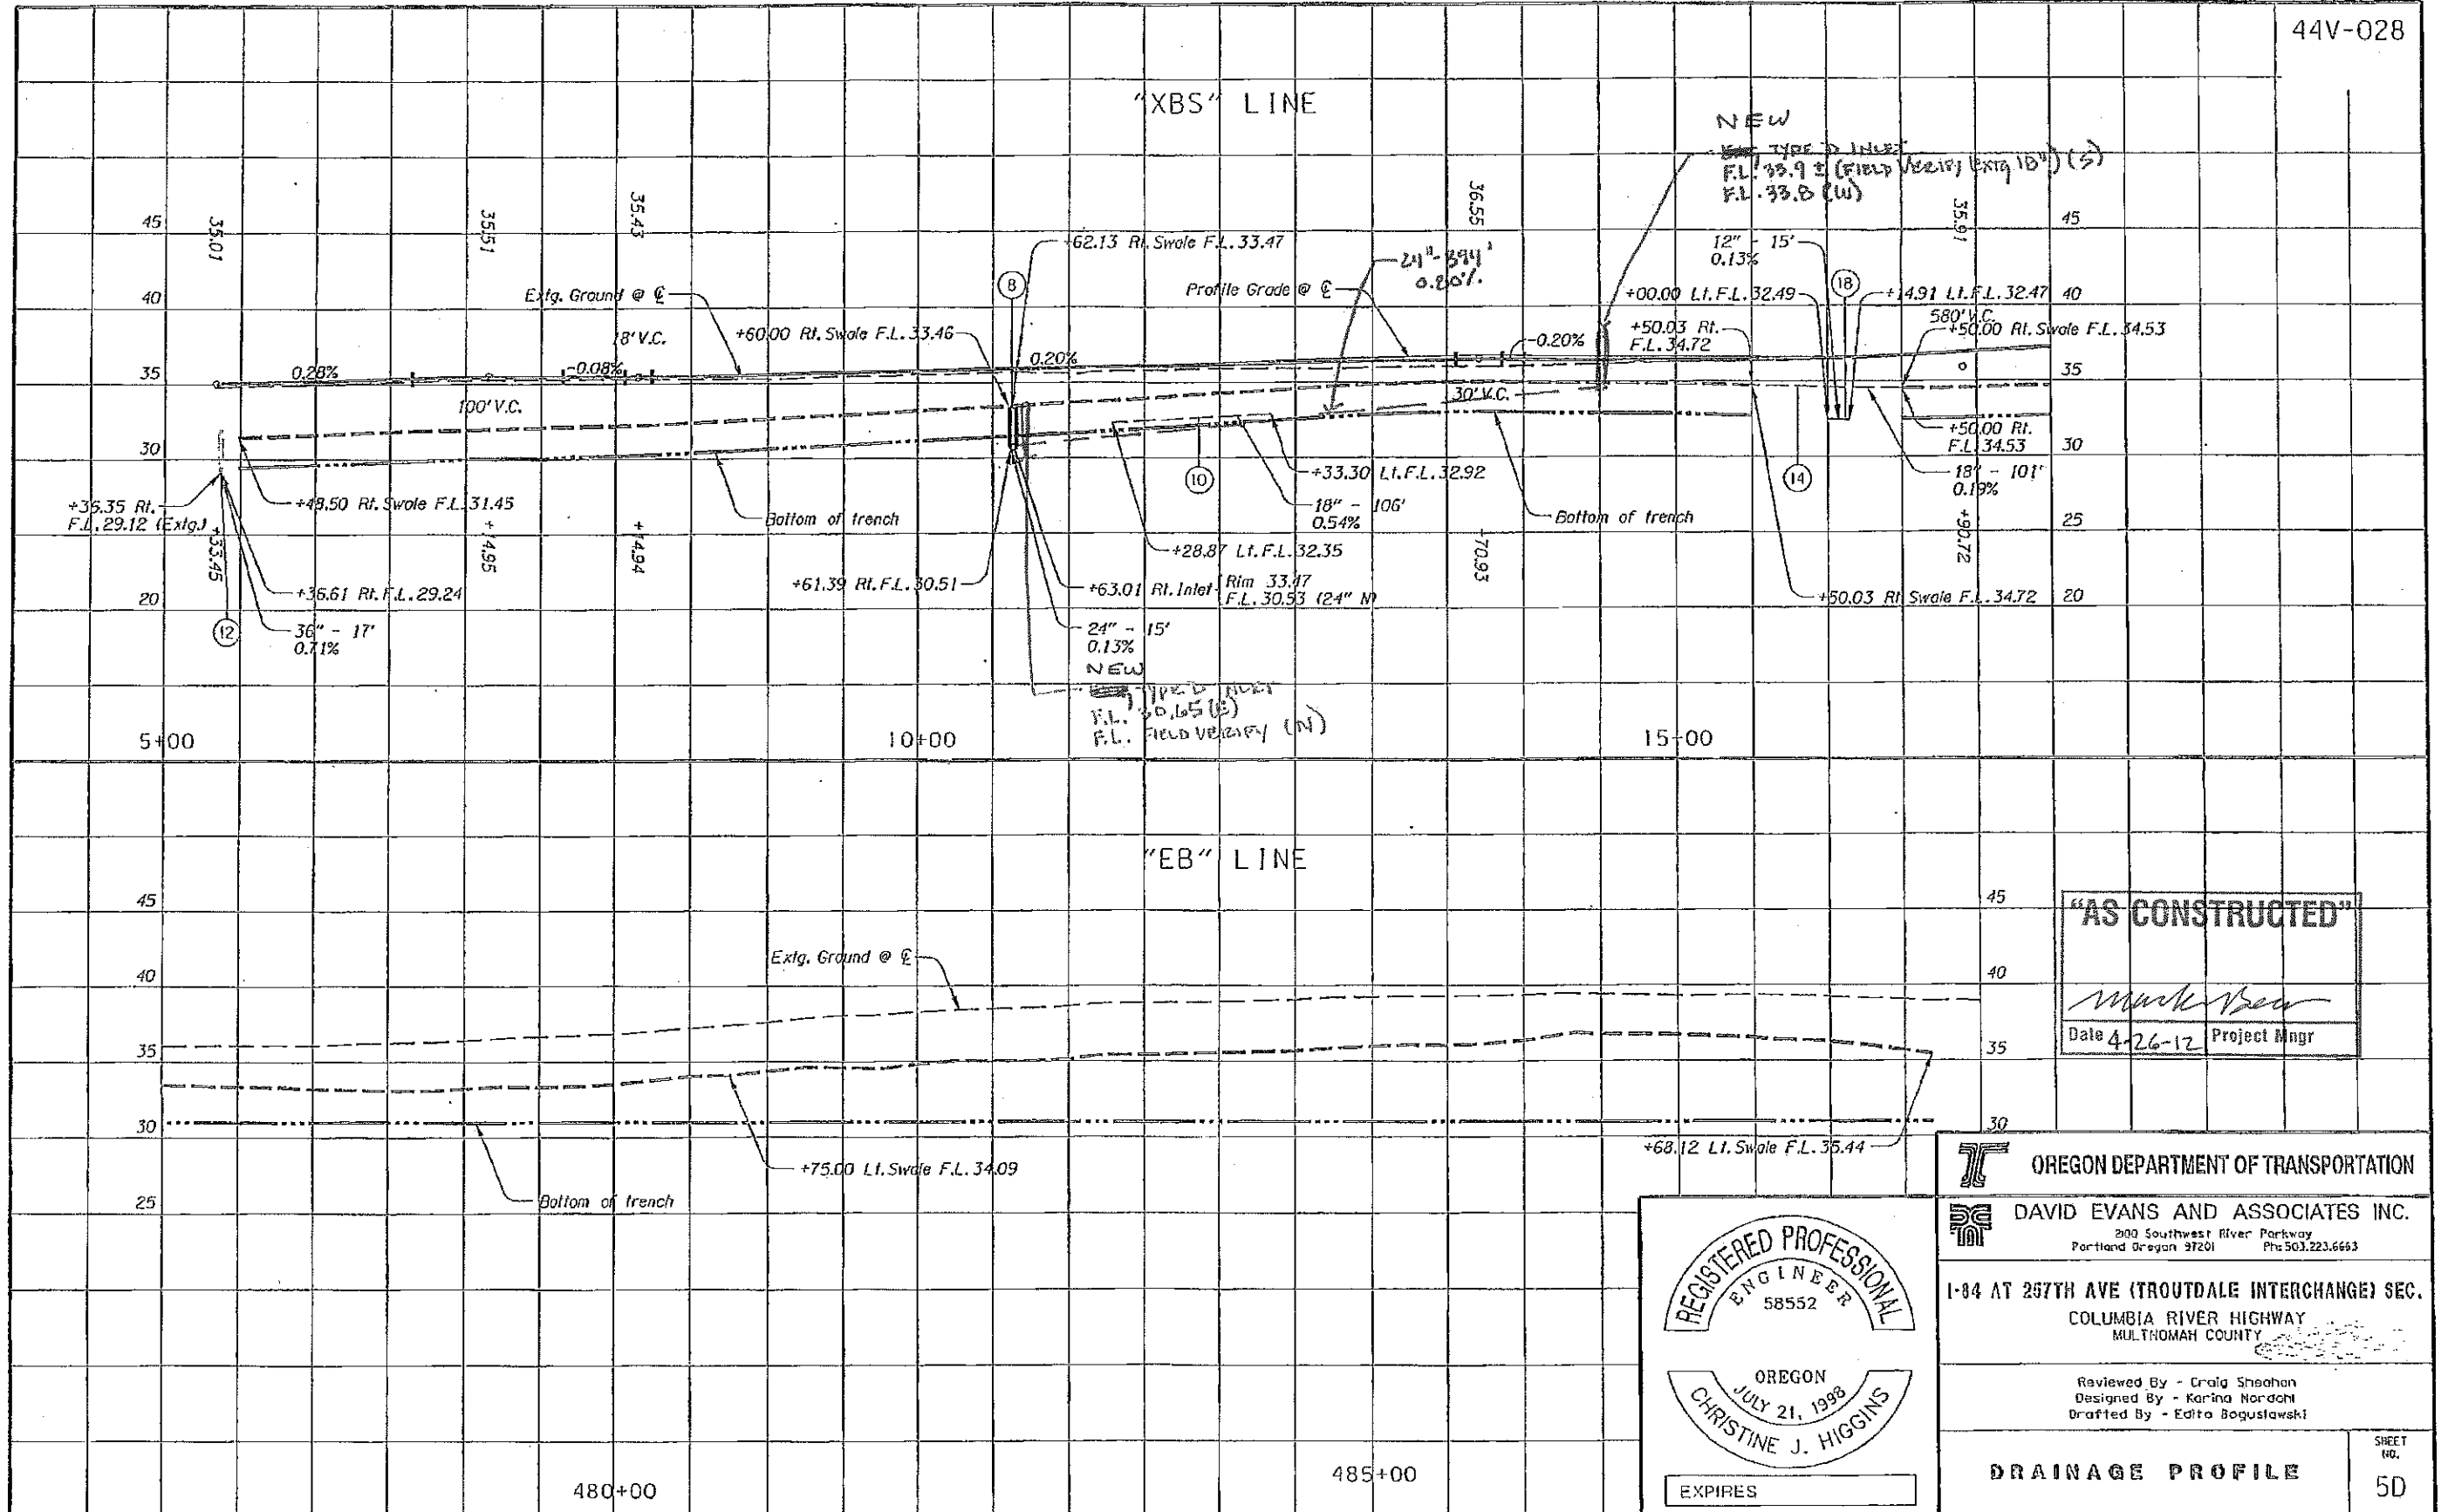 44V-028
"XBS" LINE
NEW
TYPE D INLET
F.L. 33.9 ± (FIELD VERIFY EXTG 18") (S)
F.L. 33.8 (W)
45
35.01
35.51
35.43
36.55
35.91
45
+62.13 Rt. Swale F.L. 33.47
24"-394'
0.80%
12" - 15'
0.13%
40
Extg. Ground @ ℄
8
Profile Grade @ ℄
+00.00 Lt. F.L. 32.49
18
+14.91 Lt. F.L. 32.47
40
8' V.C.
+60.00 Rt. Swale F.L. 33.46
0.20%
-0.20%
+50.03 Rt.
F.L. 34.72
580' V.C.
+50.00 Rt. Swale F.L. 34.53
35
0.28%
-0.08%
35
100' V.C.
30' V.C.
30
+50.00 Rt.
F.L. 34.53
30
+36.35 Rt.
F.L. 29.12 (Extg.)
+48.50 Rt. Swale F.L. 31.45
Bottom of trench
10
+33.30 Lt. F.L. 32.92
18" - 106'
0.54%
Bottom of trench
14
18" - 101'
0.19%
25
+33.45
+14.95
+14.94
+70.93
+90.72
+28.87 Lt. F.L. 32.35
+36.61 Rt. F.L. 29.24
+61.39 Rt. F.L. 30.51
+63.01 Rt. Inlet
Rim 33.47
F.L. 30.53 (24" N)
20
+50.03 Rt Swale F.L. 34.72
20
12
36" - 17'
0.71%
24" - 15'
0.13%
NEW
TYPE D INLET
F.L. 30.65 (E)
F.L. FIELD VERIFY (N)
5+00
10+00
15+00
"EB" LINE
45
45
"AS CONSTRUCTED"
Extg. Ground @ ℄
40
40
Date 4-26-12 Project Mngr
35
35
30
30
+75.00 Lt. Swale F.L. 34.09
+68.12 Lt. Swale F.L. 35.44
Bottom of trench
25
480+00
485+00
REGISTERED PROFESSIONAL
ENGINEER
58552
OREGON
JULY 21, 1998
CHRISTINE J. HIGGINS
EXPIRES
OREGON DEPARTMENT OF TRANSPORTATION
DAVID EVANS AND ASSOCIATES INC.
2100 Southwest River Parkway
Portland Oregon 97201 Ph: 503.223.6663
I-84 AT 257TH AVE (TROUTDALE INTERCHANGE) SEC.
COLUMBIA RIVER HIGHWAY
MULTNOMAH COUNTY
Reviewed By - Craig Sheahan
Designed By - Karina Nordahl
Drafted By - Edita Boguslawski
DRAINAGE PROFILE
SHEET
NO.
5D